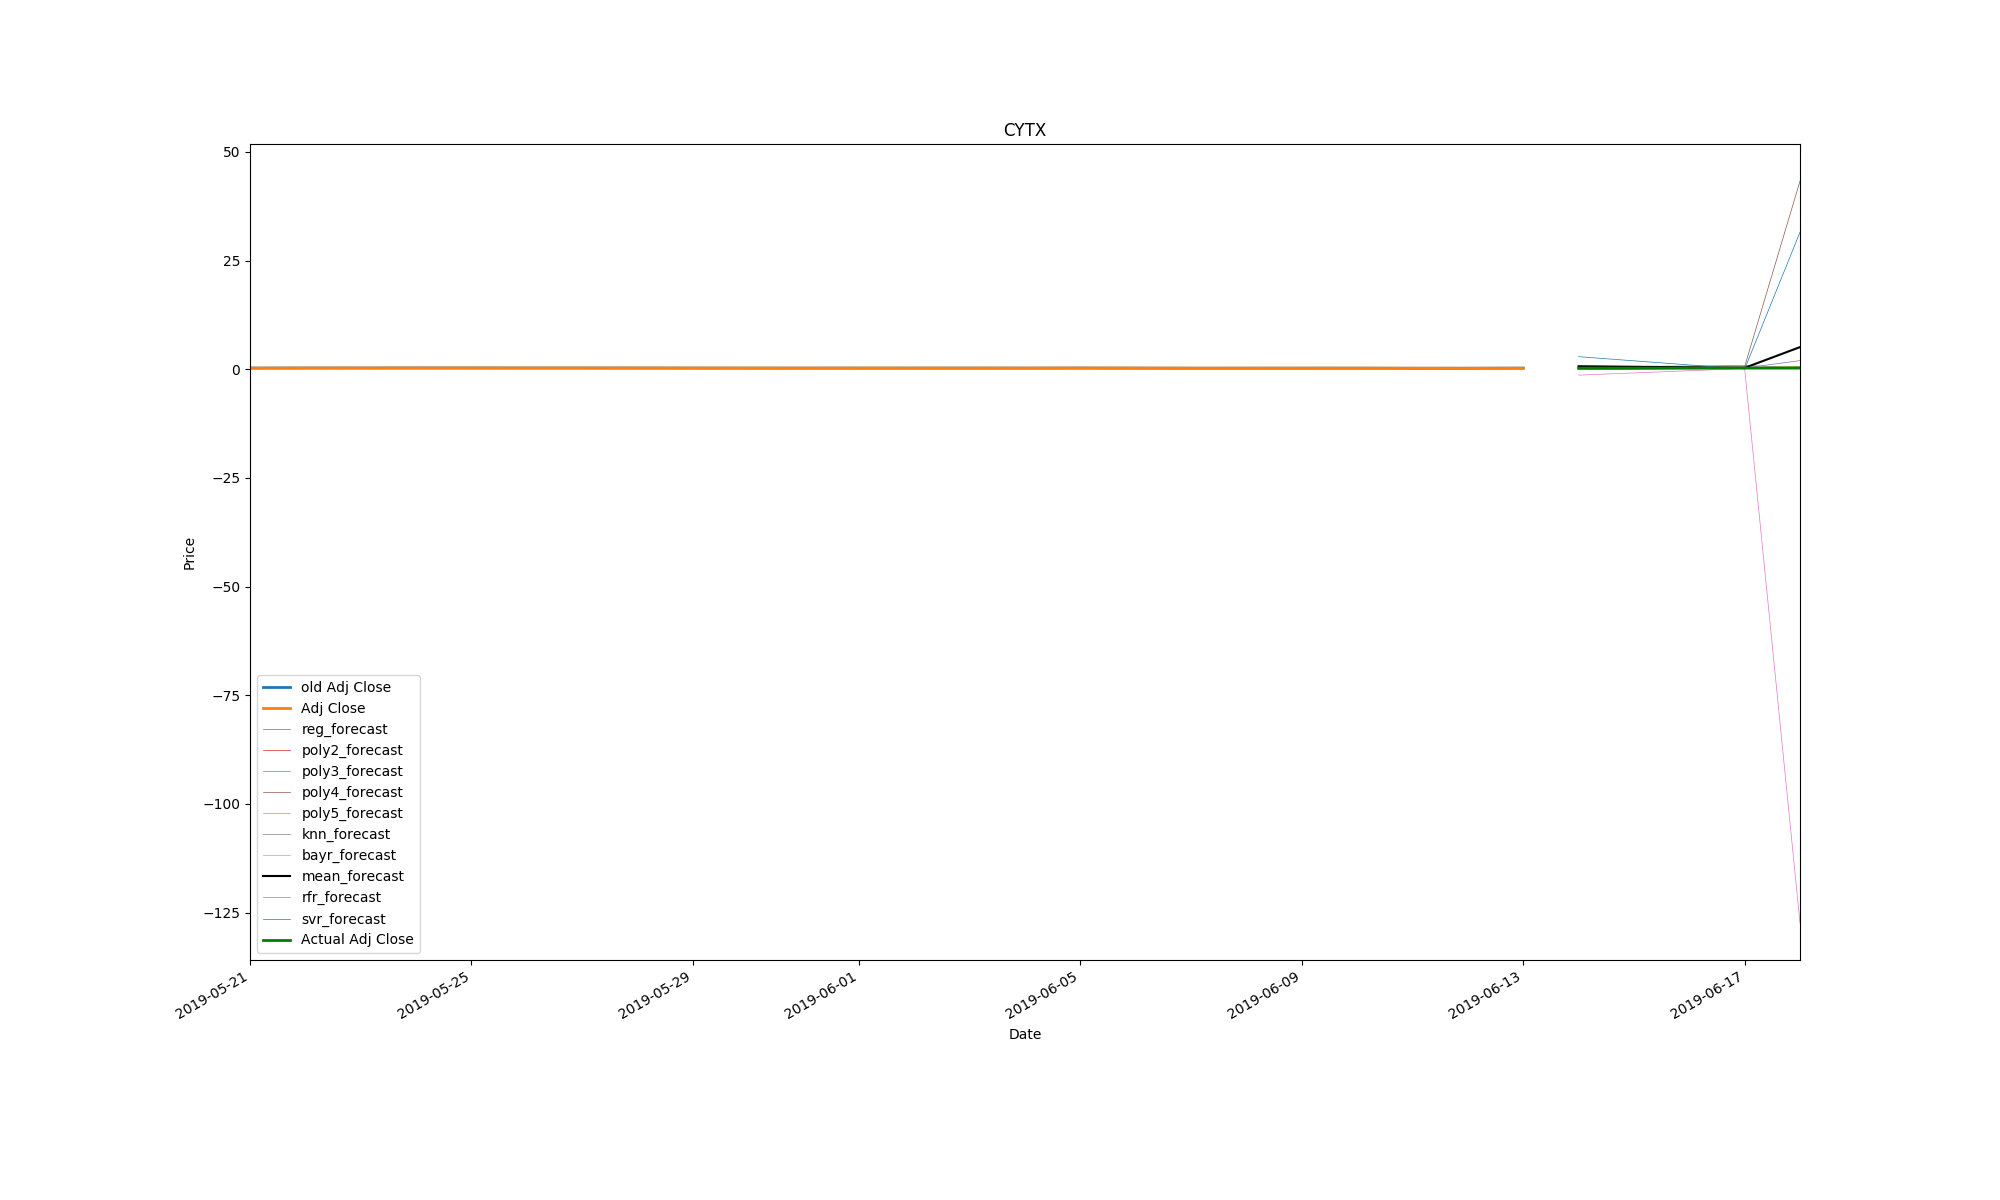 CYTX
50
25
0
−25
−50
−75
−100
−125
Price
old Adj Close
Adj Close
reg_forecast
poly2_forecast
poly3_forecast
poly4_forecast
poly5_forecast
knn_forecast
bayr_forecast
mean_forecast
rfr_forecast
svr_forecast
Actual Adj Close
2019-05-21
2019-05-25
2019-05-29
2019-06-01
2019-06-05
2019-06-09
2019-06-13
2019-06-17
Date